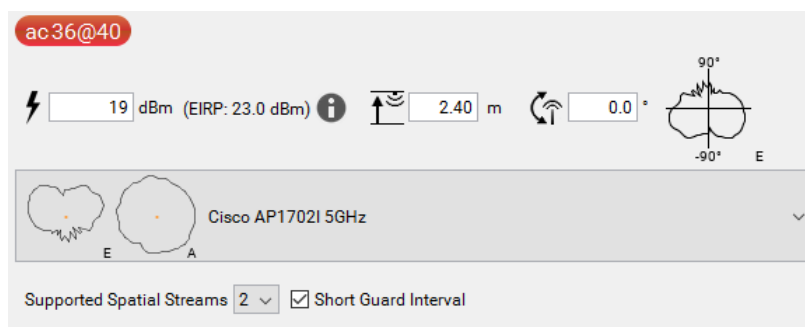 ac36@40
90°
19 dBm (EIRP: 23.0 dBm) i 2.40 m 0.0 °
-90° E
Cisco AP1702I 5GHz
E A
Supported Spatial Streams 2 Short Guard Interval